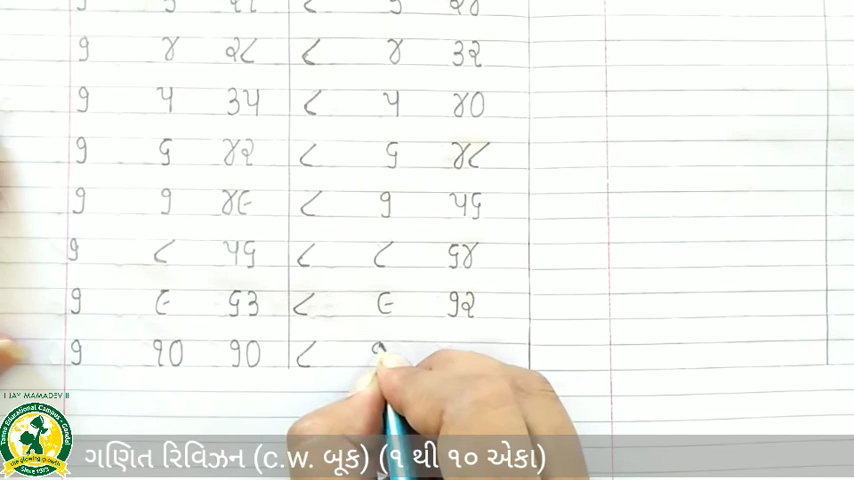 ૭ ૪ ૨૮ ૮ ૪ ૩૨
૭ ૫ ૩૫ ૮ ૫ ૪૦
૭ ૬ ૪૨ ૮ ૬ ૪૮
૭ ૭ ૪૯ ૮ ૭ ૫૬
૭ ૮ ૫૬ ૮ ૮ ૬૪
૭ ૯ ૬૩ ૮ ૯ ૭૨
૭ ૧૦ ૭૦ ૮ ૧
I JAY MAMADEV II
ગણિત રિવિઝન (c.w. બૂક) (૧ થી ૧૦ એકા)